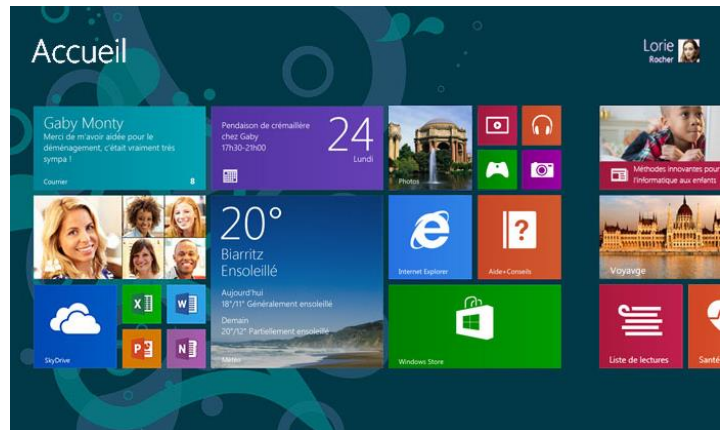 Accueil
Lorie
Rocher
Gaby Monty
Merci de m'avoir aidée pour le
déménagement, c'était vraiment très
sympa !
Courrier
8
Pendaison de crémaillère
chez Gaby
17h30-21h00
24
Lundi
Photos
Méthodes innovantes pour
l'informatique aux enfants
20°
Biarritz
Ensoleillé
Aujourd'hui
18°/11° Généralement ensoleillé
Demain
20°/12° Partiellement ensoleillé
Météo
Internet Explorer
Aide+Conseils
Voyavge
SkyDrive
Windows Store
Liste de lectures
Santé